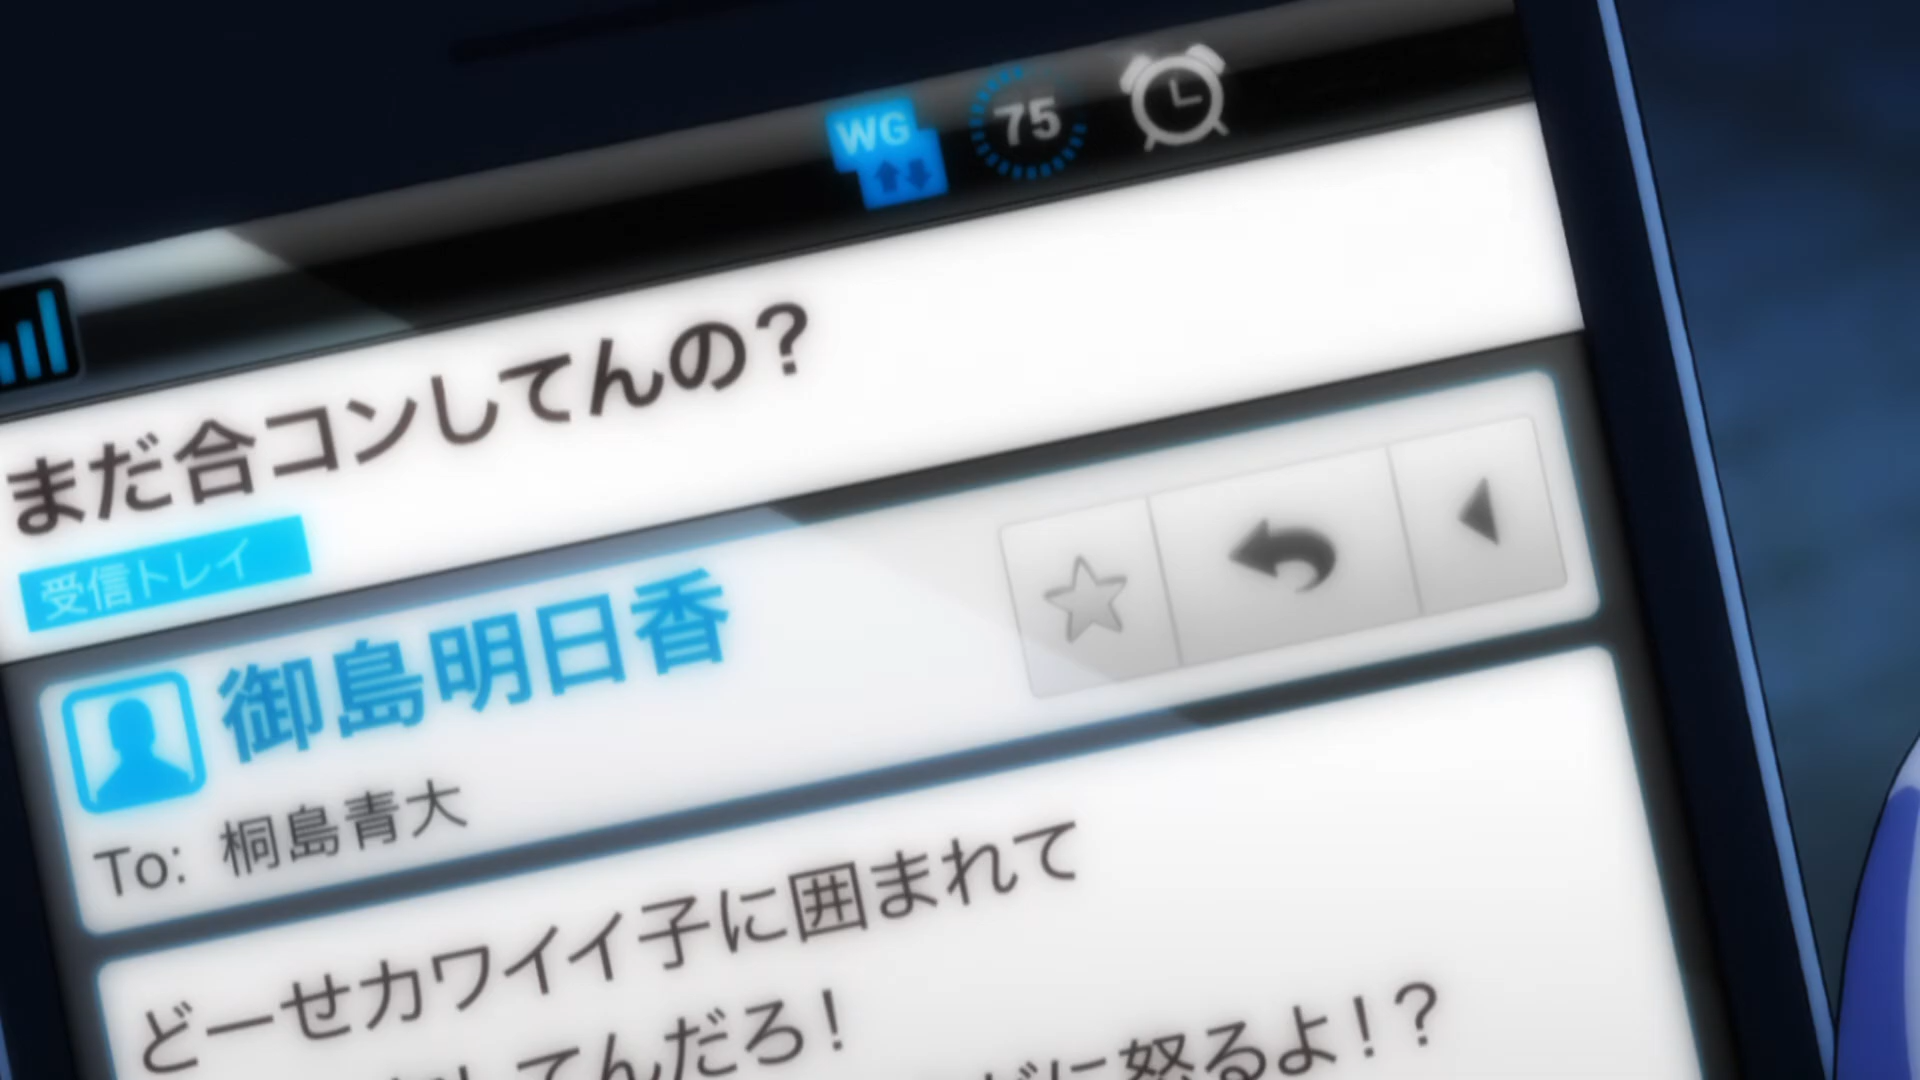 WG
75
まだ合コンしてんの?
受信トレイ
御島明日香
To: 桐島青大
どーせカワイイ子に囲まれて
してんだろ!
に怒るよ!?